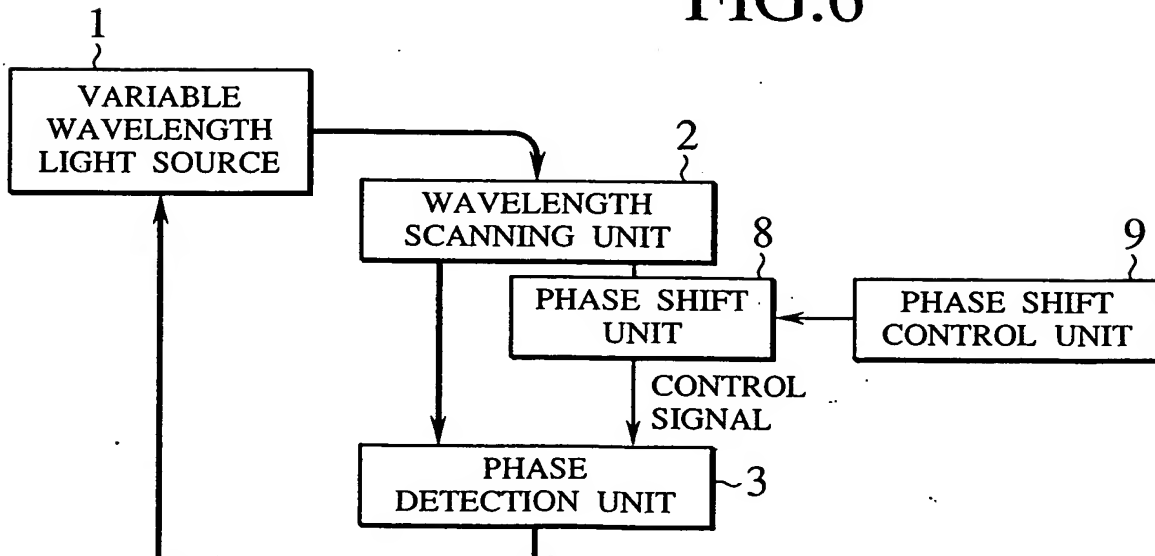 FIG.6
1
VARIABLE
WAVELENGTH
LIGHT SOURCE
2
WAVELENGTH
SCANNING UNIT
8
PHASE SHIFT
UNIT
9
PHASE SHIFT
CONTROL UNIT
CONTROL
SIGNAL
PHASE
DETECTION UNIT
3